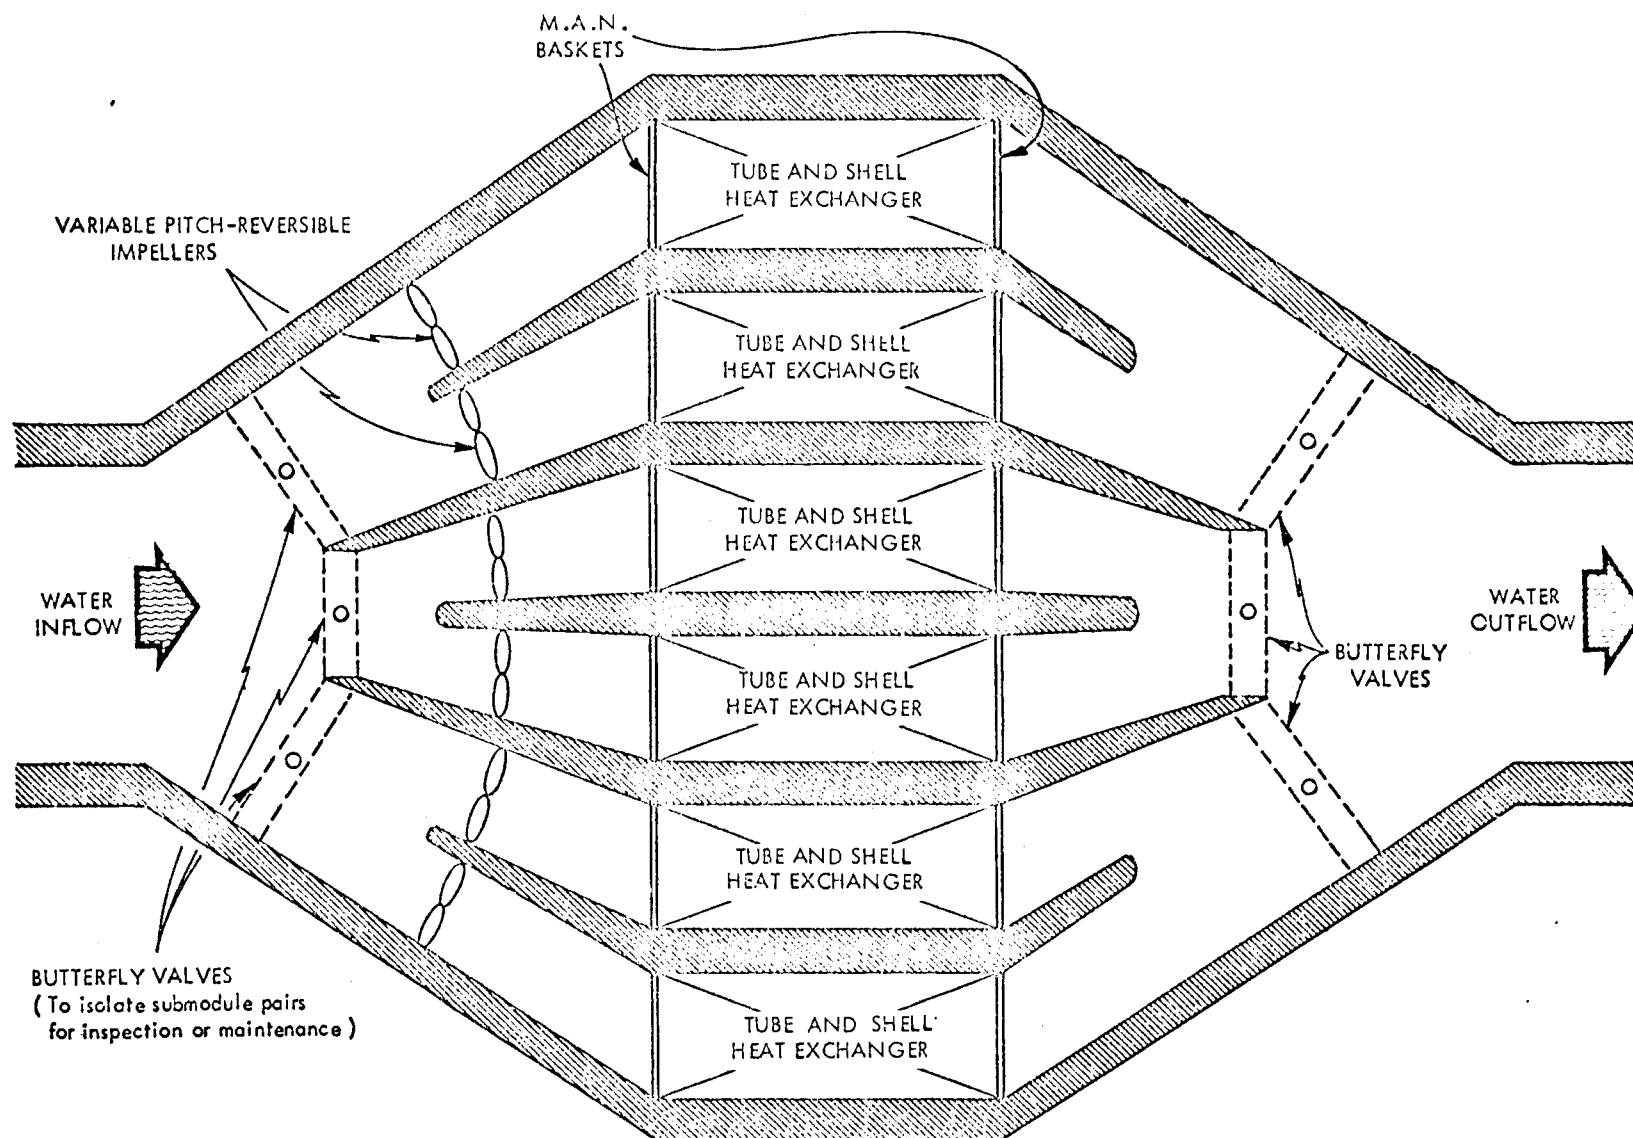 M.A.N.
BASKETS
TUBE AND SHELL
HEAT EXCHANGER
VARIABLE PITCH-REVERSIBLE
IMPELLERS
TUBE AND SHELL
HEAT EXCHANGER
TUBE AND SHELL
HEAT EXCHANGER
WATER
INFLOW
WATER
OUTFLOW
BUTTERFLY
VALVES
TUBE AND SHELL
HEAT EXCHANGER
TUBE AND SHELL
HEAT EXCHANGER
BUTTERFLY VALVES
(To isolate submodule pairs
for inspection or maintenance)
TUBE AND SHELL
HEAT EXCHANGER